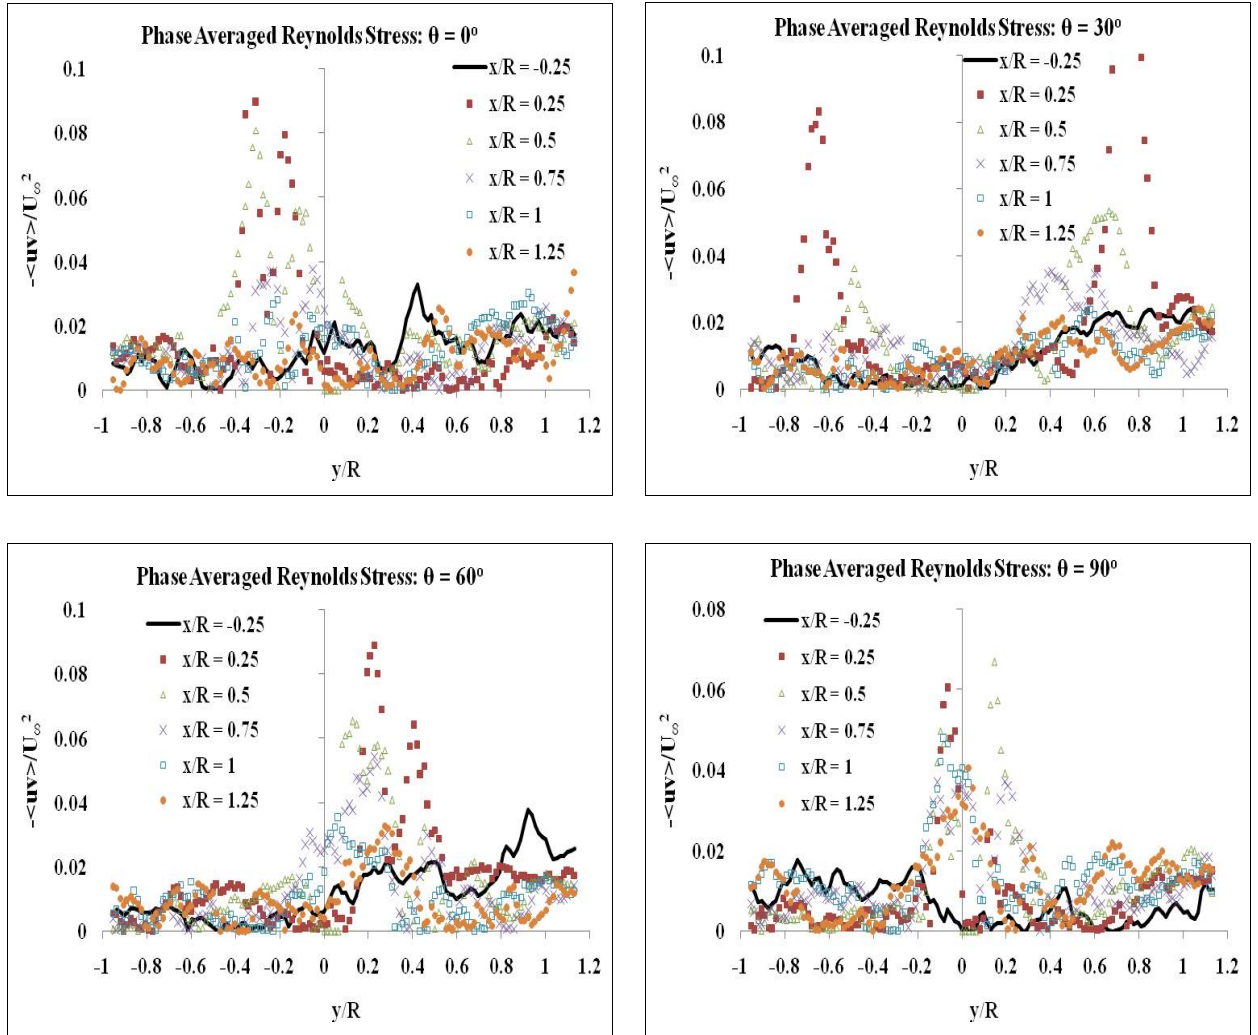 Phase Averaged Reynolds Stress: θ = 0º
x/R = -0.25
x/R = 0.25
x/R = 0.5
x/R = 0.75
x/R = 1
x/R = 1.25
-<uv>/U∞²
0.1
0.08
0.06
0.04
0.02
0
-1 -0.8 -0.6 -0.4 -0.2 0 0.2 0.4 0.6 0.8 1 1.2
y/R
Phase Averaged Reynolds Stress: θ = 30º
x/R = -0.25
x/R = 0.25
x/R = 0.5
x/R = 0.75
x/R = 1
x/R = 1.25
-<uv>/U∞²
0.1
0.08
0.06
0.04
0.02
0
-1 -0.8 -0.6 -0.4 -0.2 0 0.2 0.4 0.6 0.8 1 1.2
y/R
Phase Averaged Reynolds Stress: θ = 60º
x/R = -0.25
x/R = 0.25
x/R = 0.5
x/R = 0.75
x/R = 1
x/R = 1.25
-<uv>/U∞²
0.1
0.08
0.06
0.04
0.02
0
-1 -0.8 -0.6 -0.4 -0.2 0 0.2 0.4 0.6 0.8 1 1.2
y/R
Phase Averaged Reynolds Stress: θ = 90º
x/R = -0.25
x/R = 0.25
x/R = 0.5
x/R = 0.75
x/R = 1
x/R = 1.25
-<uv>/U∞²
0.08
0.06
0.04
0.02
0
-1 -0.8 -0.6 -0.4 -0.2 0 0.2 0.4 0.6 0.8 1 1.2
y/R